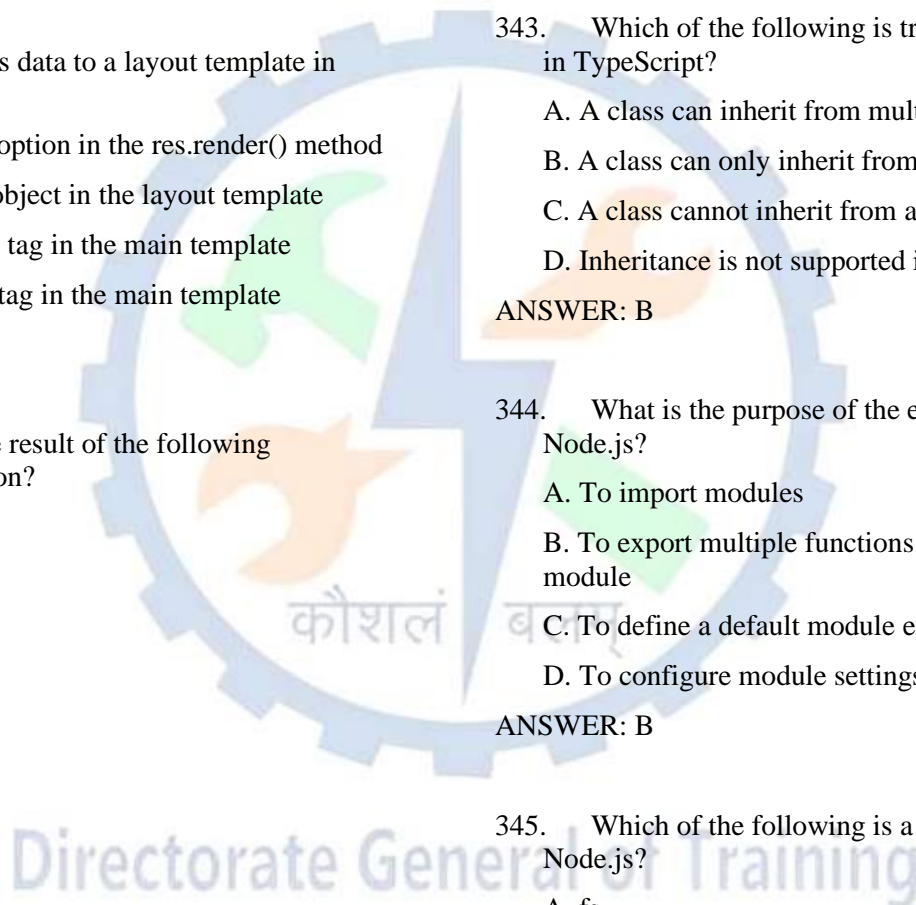 s data to a layout template in
option in the res.render() method
object in the layout template
tag in the main template
tag in the main template
result of the following
on?
343. Which of the following is tr
in TypeScript?
A. A class can inherit from mul
B. A class can only inherit from
C. A class cannot inherit from a
D. Inheritance is not supported i
ANSWER: B
344. What is the purpose of the e
Node.js?
A. To import modules
B. To export multiple functions
module
C. To define a default module e
D. To configure module settings
ANSWER: B
345. Which of the following is a
Node.js?
कौशलं बलम्
Directorate General of Training